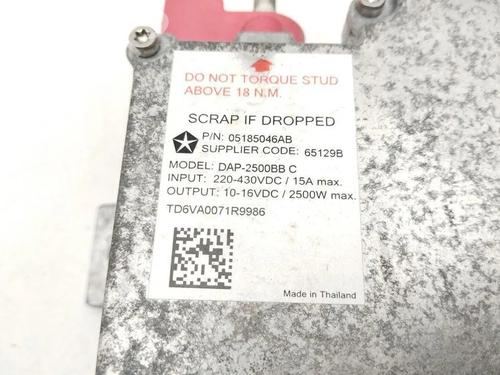 DO NOT TORQUE STUD
ABOVE 18 N.M.
SCRAP IF DROPPED
P/N: 05185046AB
SUPPLIER CODE: 65129B
MODEL: DAP-2500BB C
INPUT: 220-430VDC / 15A max.
OUTPUT: 10-16VDC / 2500W max.
TD6VA0071R9986
Made in Thailand